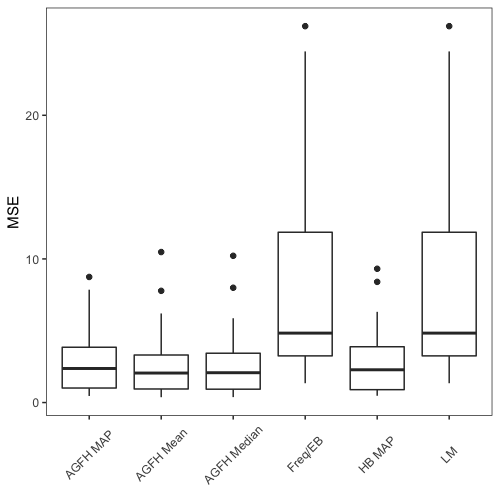 MSE
20
10
0
AGFH MAP
AGFH Mean
AGFH Median
Freq/EB
HB MAP
LM